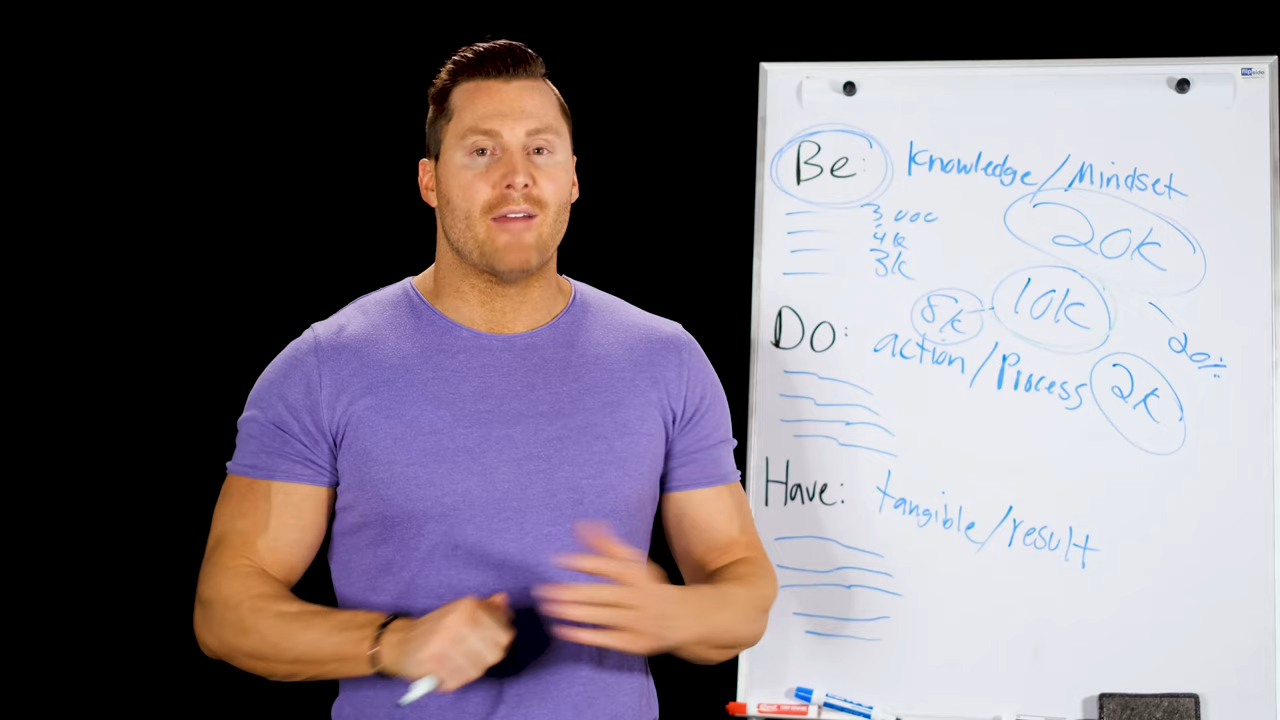 Be: Knowledge/Mindset
3,000
4k
3k
20k
8k
10k
20%
Do: action/Process
2k
Have: tangible/result